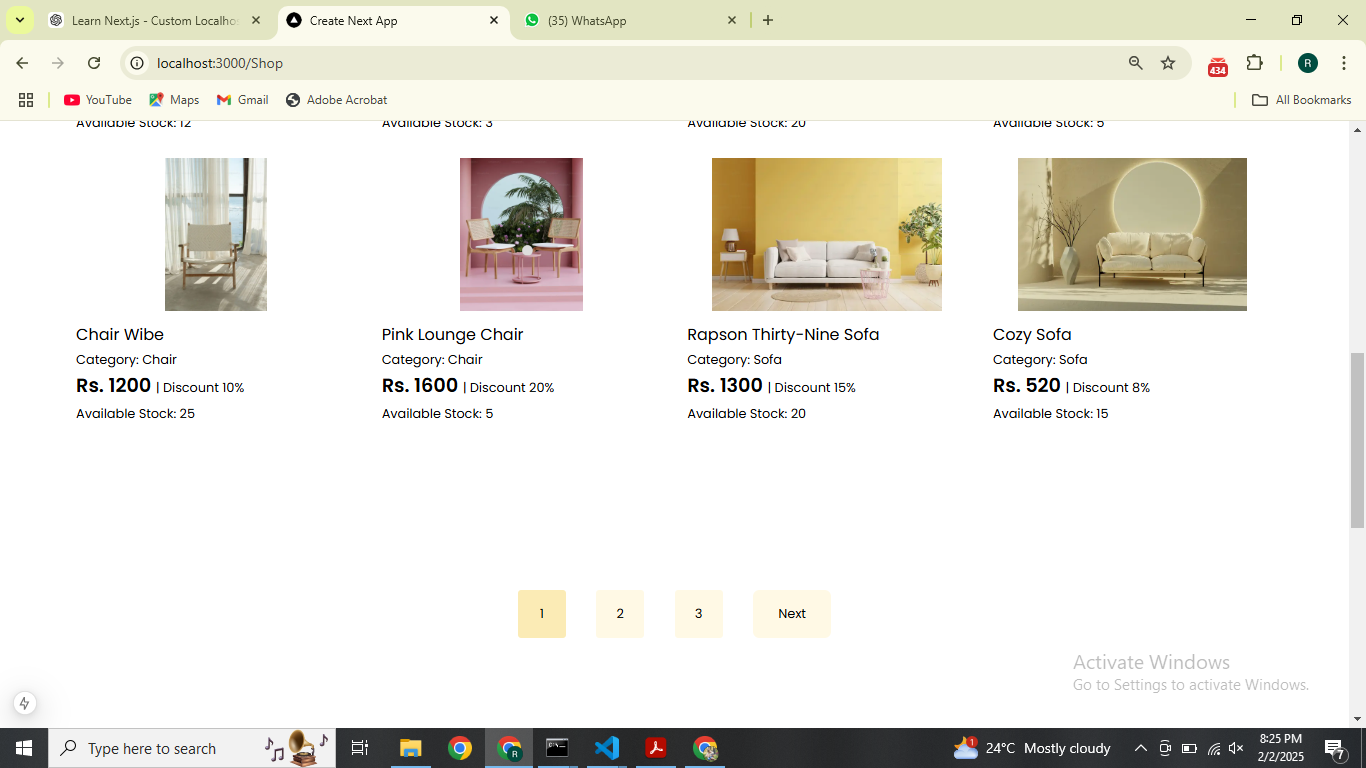 Learn Next.js - Custom Localho
Create Next App
(35) WhatsApp
localhost:3000/Shop
434
R
YouTube
Maps
Gmail
Adobe Acrobat
All Bookmarks
Available Stock: 12
Available Stock: 3
Available Stock: 20
Available Stock: 5
Chair Wibe
Category: Chair
Rs. 1200 | Discount 10%
Available Stock: 25
Pink Lounge Chair
Category: Chair
Rs. 1600 | Discount 20%
Available Stock: 5
Rapson Thirty-Nine Sofa
Category: Sofa
Rs. 1300 | Discount 15%
Available Stock: 20
Cozy Sofa
Category: Sofa
Rs. 520 | Discount 8%
Available Stock: 15
1
2
3
Next
Activate Windows
Go to Settings to activate Windows.
Type here to search
R
1
24°C Mostly cloudy
8:25 PM
2/2/2025
7